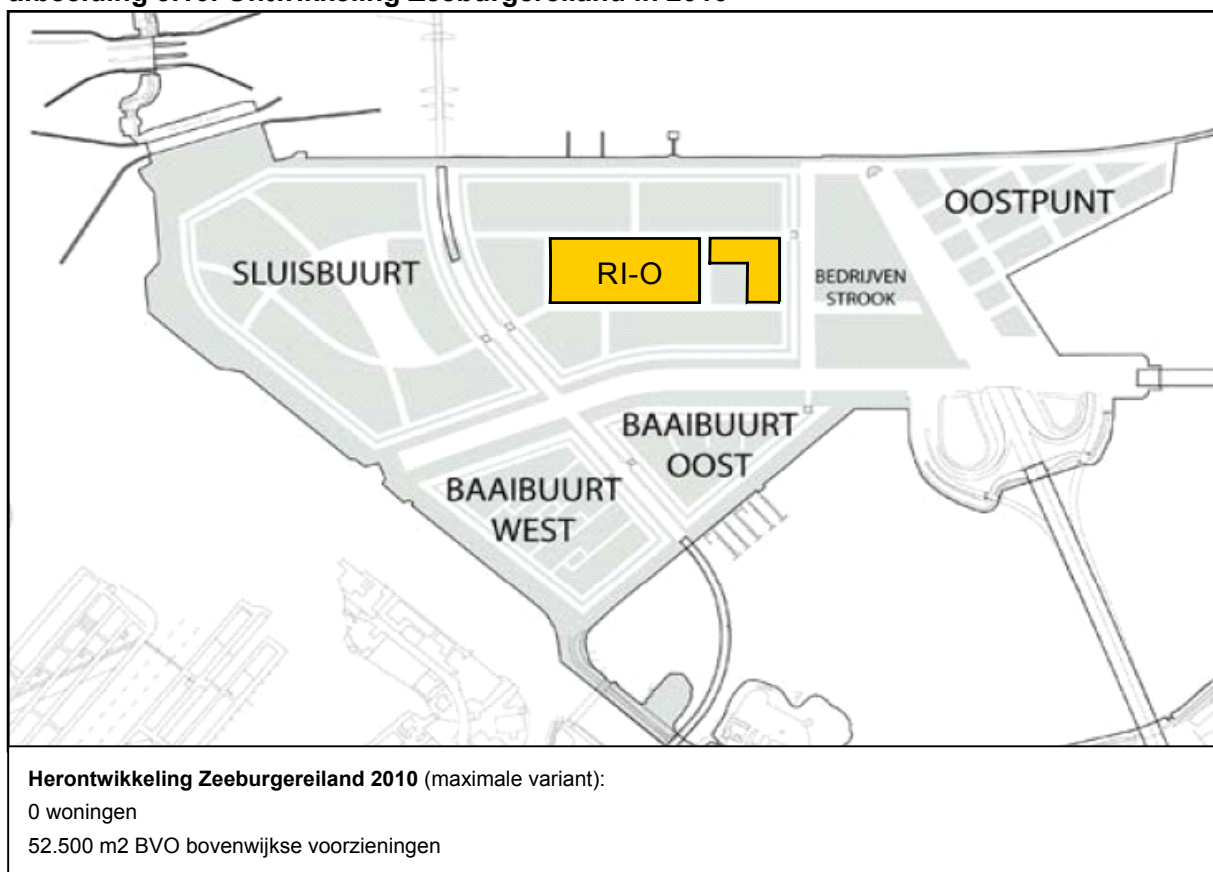 OOSTPUNT
SLUISBUURT
RI-O
BEDRIJVEN
STROOK
BAAIBUURT
OOST
BAAIBUURT
WEST
Herontwikkeling Zeeburgereiland 2010 (maximale variant):
0 woningen
52.500 m2 BVO bovenwijkse voorzieningen